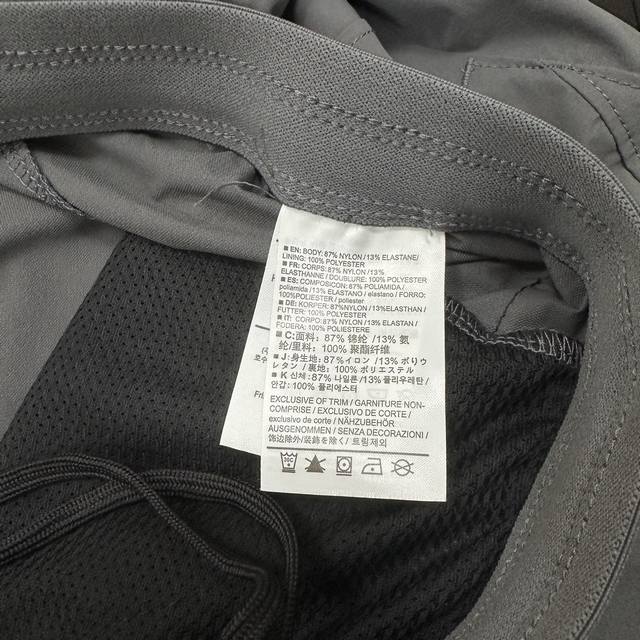 ■ EN: BODY: 87% NYLON /13% ELASTANE/
LINING: 100% POLYESTER
■ FR: CORPS: 87% NYLON /13%
ELASTHANNE / DOUBLURE: 100% POLYESTER
■ ES: COMPOSICION: 87% POLIAMIDA /
poliamida /13% ELASTANO / elastano / FORRO:
100%POLIESTER / poliester
■ DE: KORPER: 87%NYLON /13%ELASTHAN/
FUTTER: 100% POLYESTER
■ IT: CORPO: 87% NYLON /13% ELASTAN /
FODERA: 100% POLIESTERE
■ C:面料: 87% 锦纶 /13% 氨
纶/里料: 100% 聚酯纤维
■ J:身生地: 87%ナイロン /13% ポリウ
レタン / 裏地: 100% ポリエステル
■ K 신체: 87% 나일론 /13% 폴리우레탄/
안감: 100% 폴리에스터
EXCLUSIVE OF TRIM / GARNITURE NON-
COMPRISE / EXCLUSIVO DE CORTE /
exclusivo de corte / NÄHZUBEHÖR
AUSGENOMMEN / SENZA DECORAZIONI /
饰边除外/装飾を除く/ 트림제외